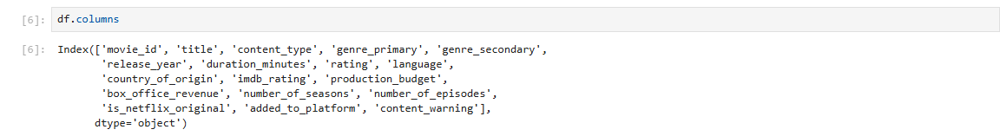 [6]: df.columns
[6]: Index(['movie_id', 'title', 'content_type', 'genre_primary', 'genre_secondary',
'release_year', 'duration_minutes', 'rating', 'language',
'country_of_origin', 'imdb_rating', 'production_budget',
'box_office_revenue', 'number_of_seasons', 'number_of_episodes',
'is_netflix_original', 'added_to_platform', 'content_warning'],
dtype='object')